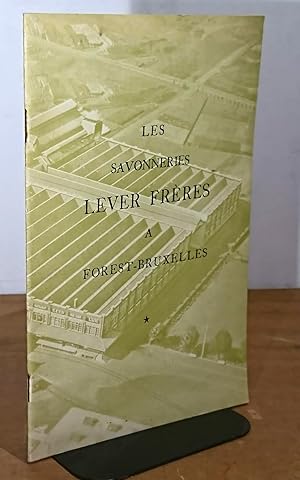 LES
SAVONNERIES
LEVER FRÈRES
A
FOREST-BRUXELLES